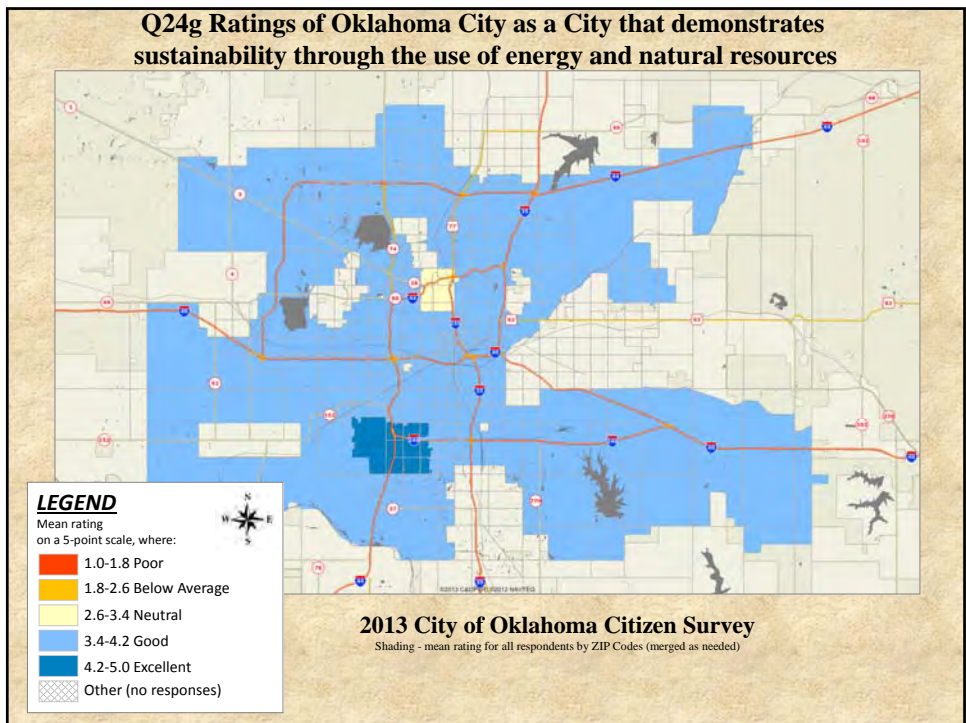 Q24g Ratings of Oklahoma City as a City that demonstrates
sustainability through the use of energy and natural resources
LEGEND
Mean rating
on a 5-point scale, where:
N
W E
S
1.0-1.8 Poor
1.8-2.6 Below Average
2.6-3.4 Neutral
3.4-4.2 Good
4.2-5.0 Excellent
Other (no responses)
2013 City of Oklahoma Citizen Survey
Shading - mean rating for all respondents by ZIP Codes (merged as needed)